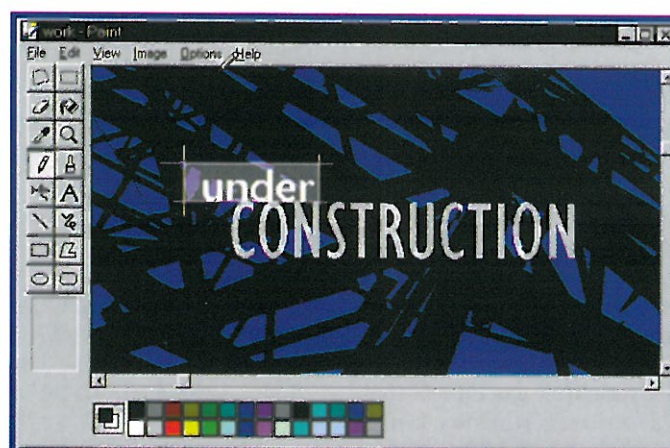 work - Paint
File Edit View Image Options Help
A
under
CONSTRUCTION